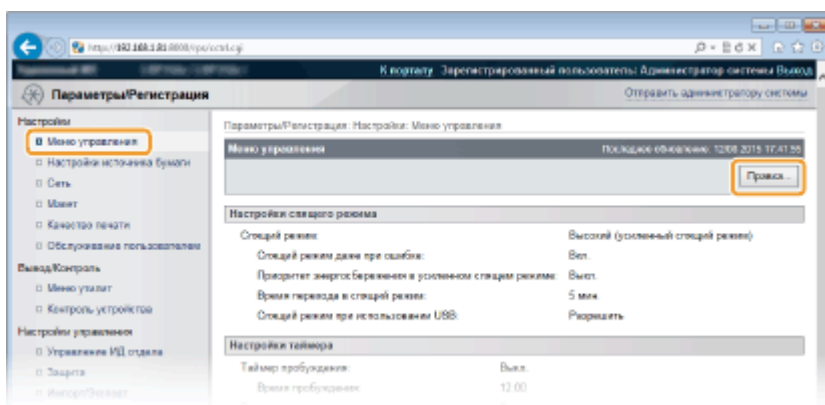 К порталу Зарегистрированный пользователь: Администратор системы Выход
Параметры/Регистрация
Отправить администратору системы
Настройки
Меню управления
Настройки источника бумаги
Сеть
Макет
Качество печати
Обслуживание пользователем
Вывод/Контроль
Меню утилит
Контроль устройства
Настройки управления
Управление ИД отдела
Защита
Импорт/Экспорт
Параметры/Регистрация: Настройки: Меню управления
Меню управления
Последнее обновление: 12/08 2015 17:41:55
Правка...
Настройки спящего режима
Спящий режим: Высокий (усиленный спящий режим)
Спящий режим даже при ошибке: Вкл.
Приоритет энергосбережения в усиленном спящем режиме: Выкл.
Время перехода в спящий режим: 5 мин.
Спящий режим при использовании USB: Разрешить
Настройки таймера
Таймер пробуждения: Выкл.
Время пробуждения: 12:00